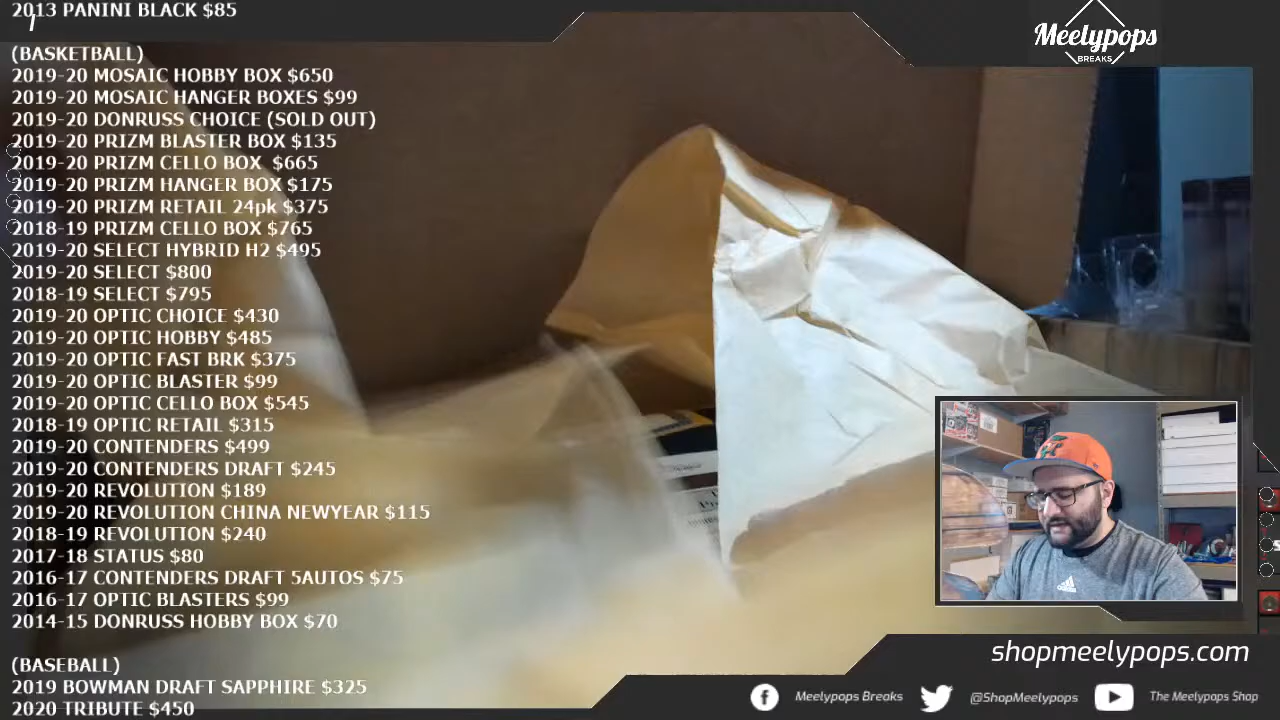 2013 PANINI BLACK $85
(BASKETBALL)
2019-20 MOSAIC HOBBY BOX $650
2019-20 MOSAIC HANGER BOXES $99
2019-20 DONRUSS CHOICE (SOLD OUT)
2019-20 PRIZM BLASTER BOX $135
2019-20 PRIZM CELLO BOX $665
2019-20 PRIZM HANGER BOX $175
2019-20 PRIZM RETAIL 24pk $375
2018-19 PRIZM CELLO BOX $765
2019-20 SELECT HYBRID H2 $495
2019-20 SELECT $800
2018-19 SELECT $795
2019-20 OPTIC CHOICE $430
2019-20 OPTIC HOBBY $485
2019-20 OPTIC FAST BRK $375
2019-20 OPTIC BLASTER $99
2019-20 OPTIC CELLO BOX $545
2018-19 OPTIC RETAIL $315
2019-20 CONTENDERS $499
2019-20 CONTENDERS DRAFT $245
2019-20 REVOLUTION $189
2019-20 REVOLUTION CHINA NEWYEAR $115
2018-19 REVOLUTION $240
2017-18 STATUS $80
2016-17 CONTENDERS DRAFT 5AUTOS $75
2016-17 OPTIC BLASTERS $99
2014-15 DONRUSS HOBBY BOX $70
(BASEBALL)
2019 BOWMAN DRAFT SAPPHIRE $325
2020 TRIBUTE $450
Meelypops
BREAKS
shopmeelypops.com
Meelypops Breaks
@ShopMeelypops
The Meelypops Shop